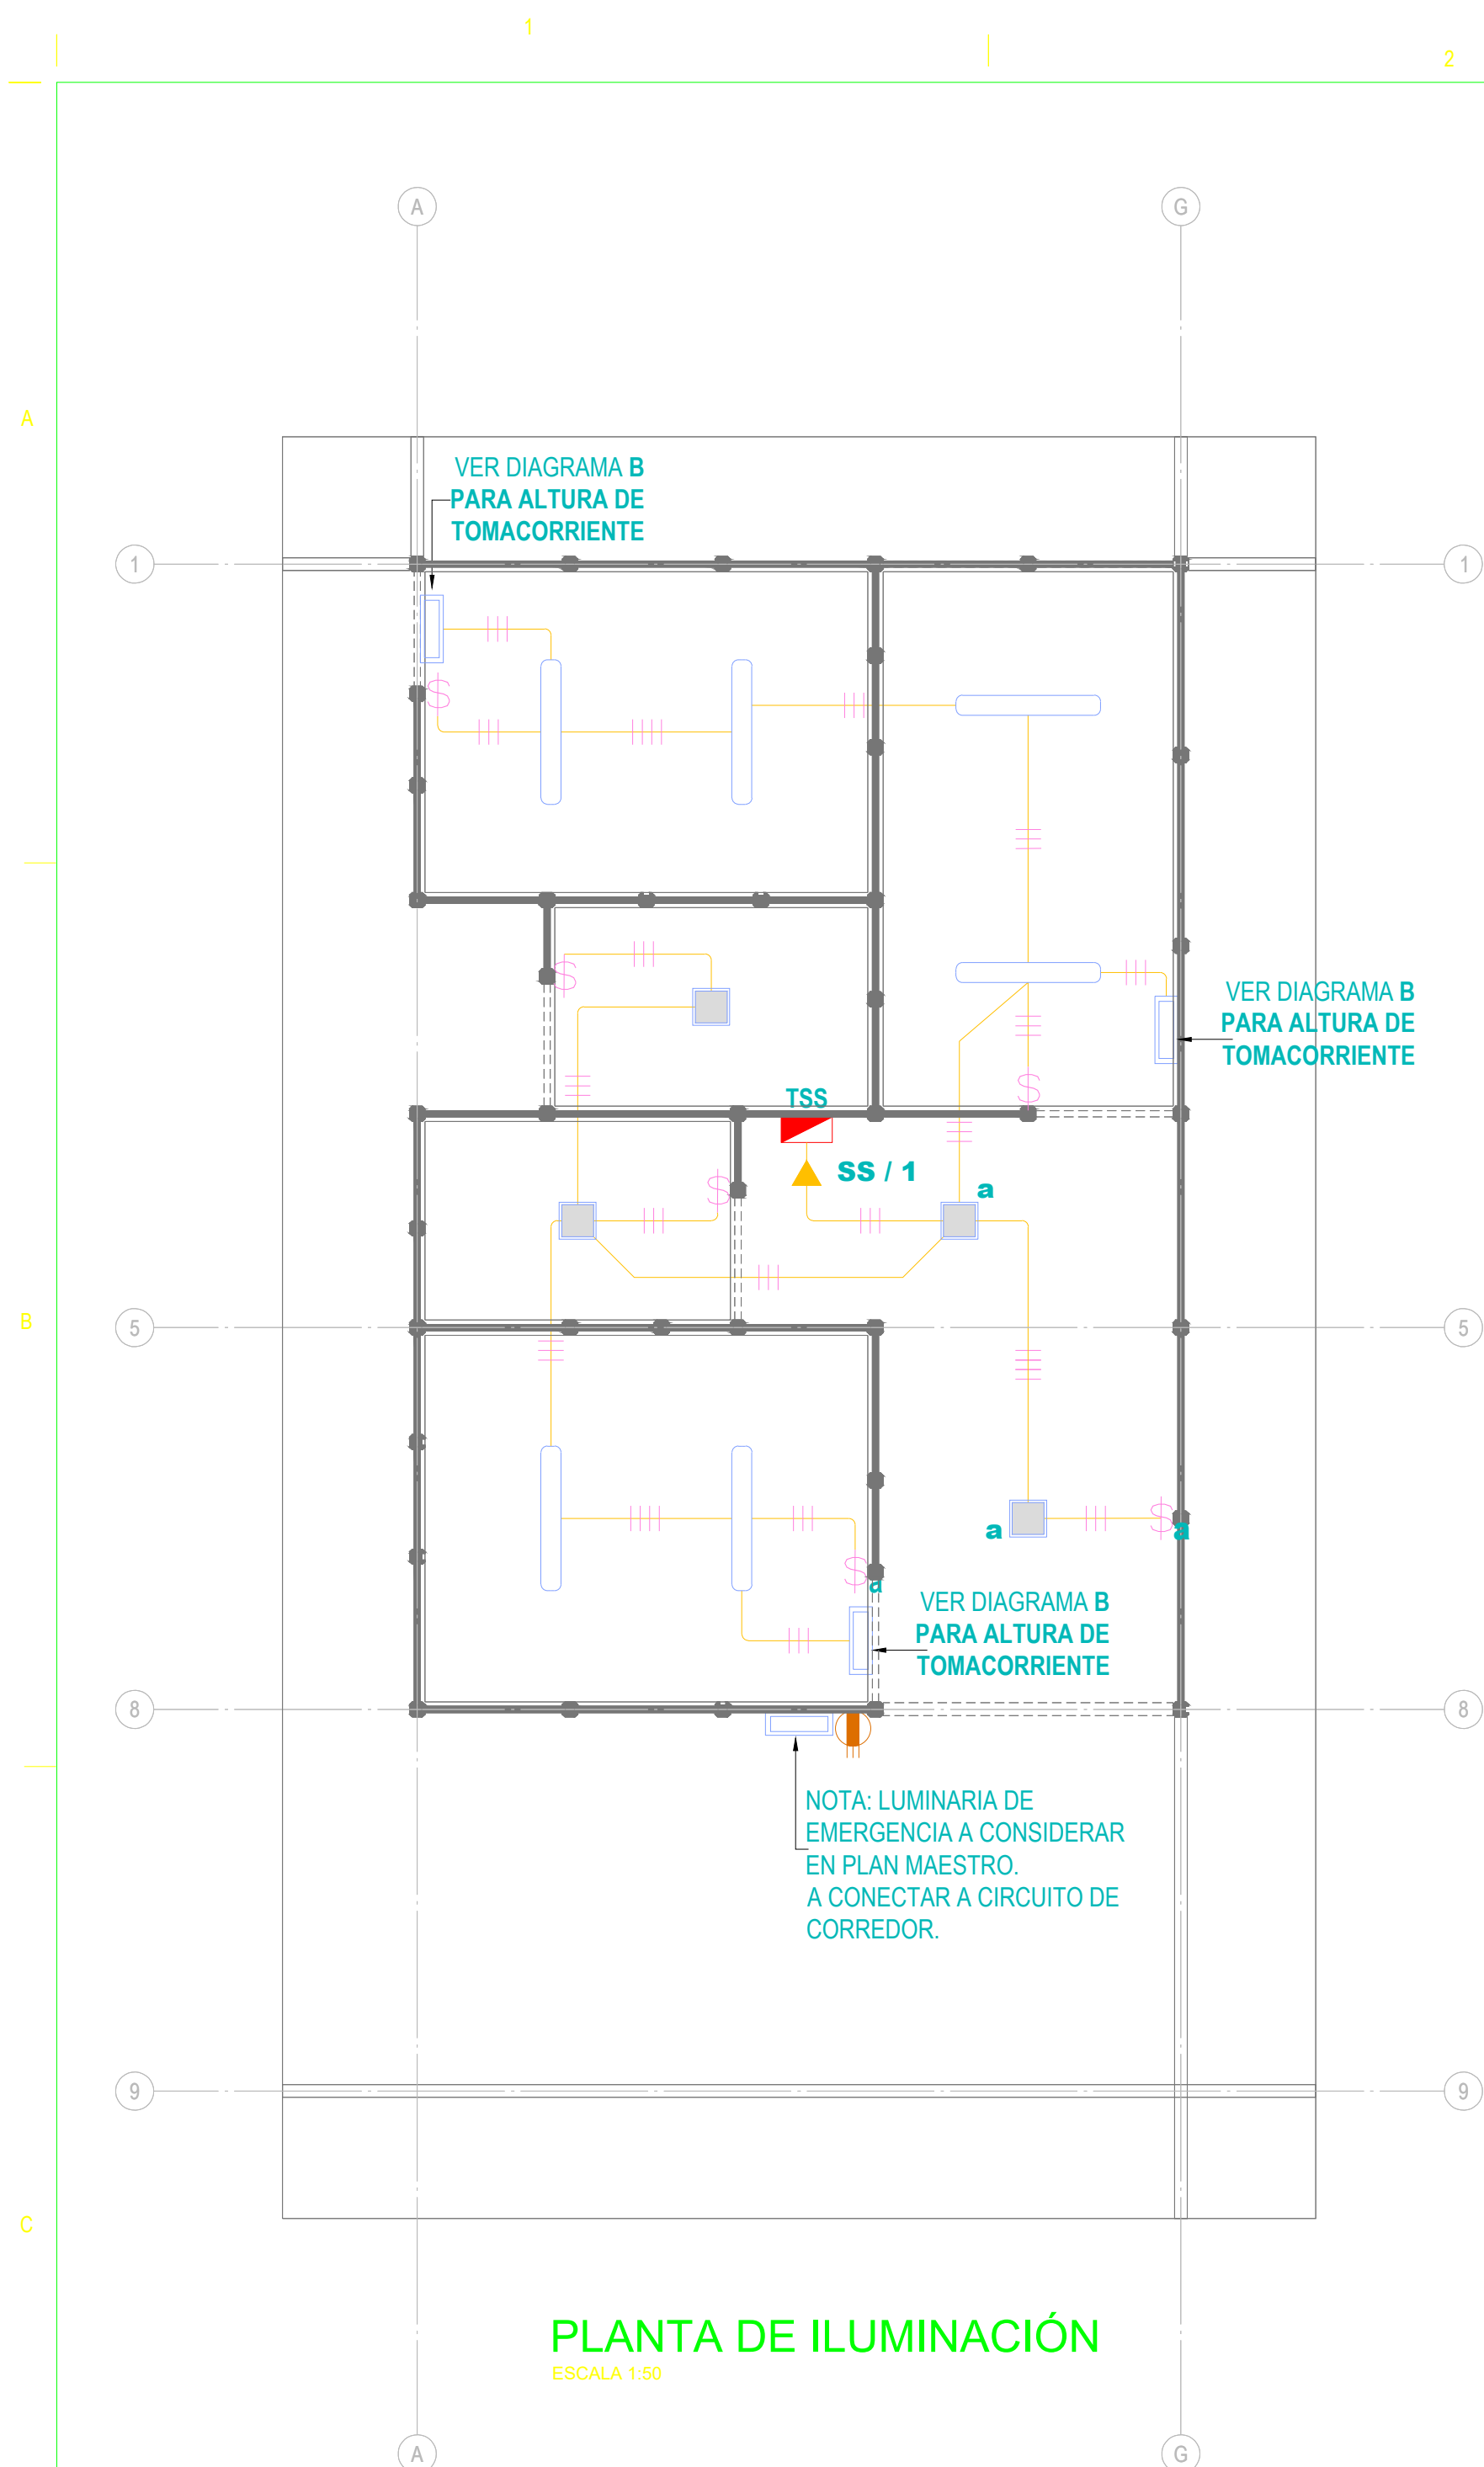 1
2
A
G
A
VER DIAGRAMA B
PARA ALTURA DE
TOMACORRIENTE
1
1
$
$
VER DIAGRAMA B
PARA ALTURA DE
TOMACORRIENTE
$
TSS
SS / 1
$
a
B
5
5
a
$
a
$
a
VER DIAGRAMA B
PARA ALTURA DE
TOMACORRIENTE
8
8
NOTA: LUMINARIA DE
EMERGENCIA A CONSIDERAR
EN PLAN MAESTRO.
A CONECTAR A CIRCUITO DE
CORREDOR.
9
9
C
PLANTA DE ILUMINACIÓN
ESCALA 1:50
A
G